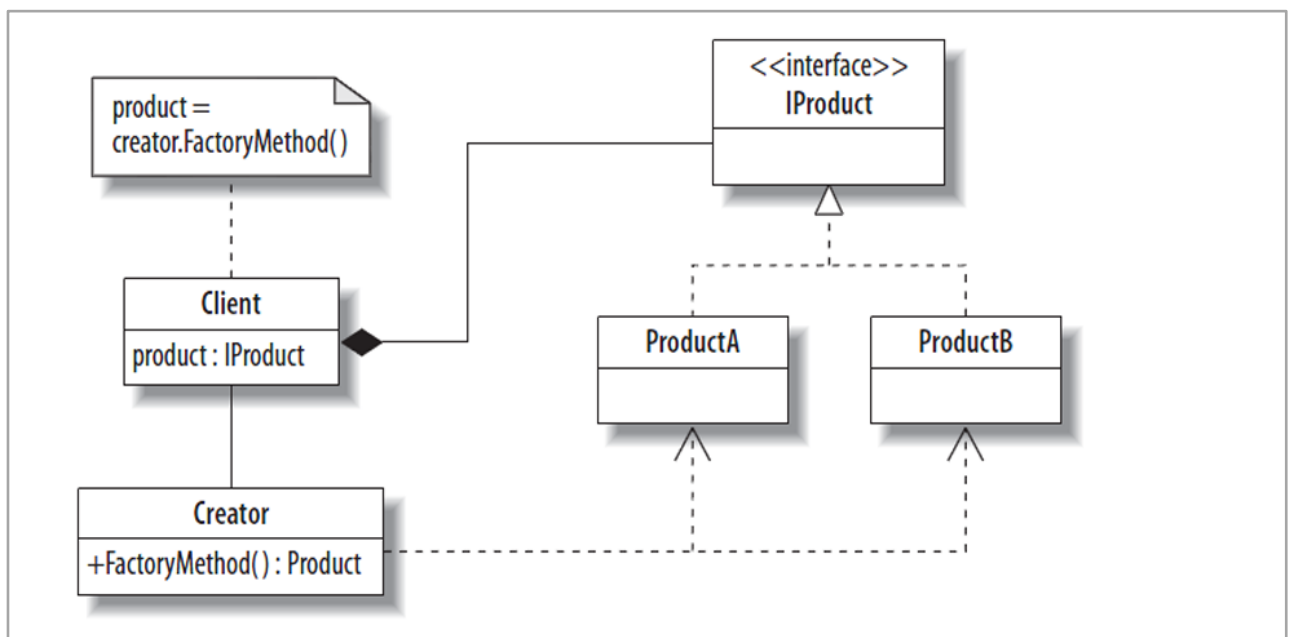 <<interface>>
IProduct
product =
creator.FactoryMethod()
Client
product : IProduct
ProductA
ProductB
Creator
+FactoryMethod() : Product